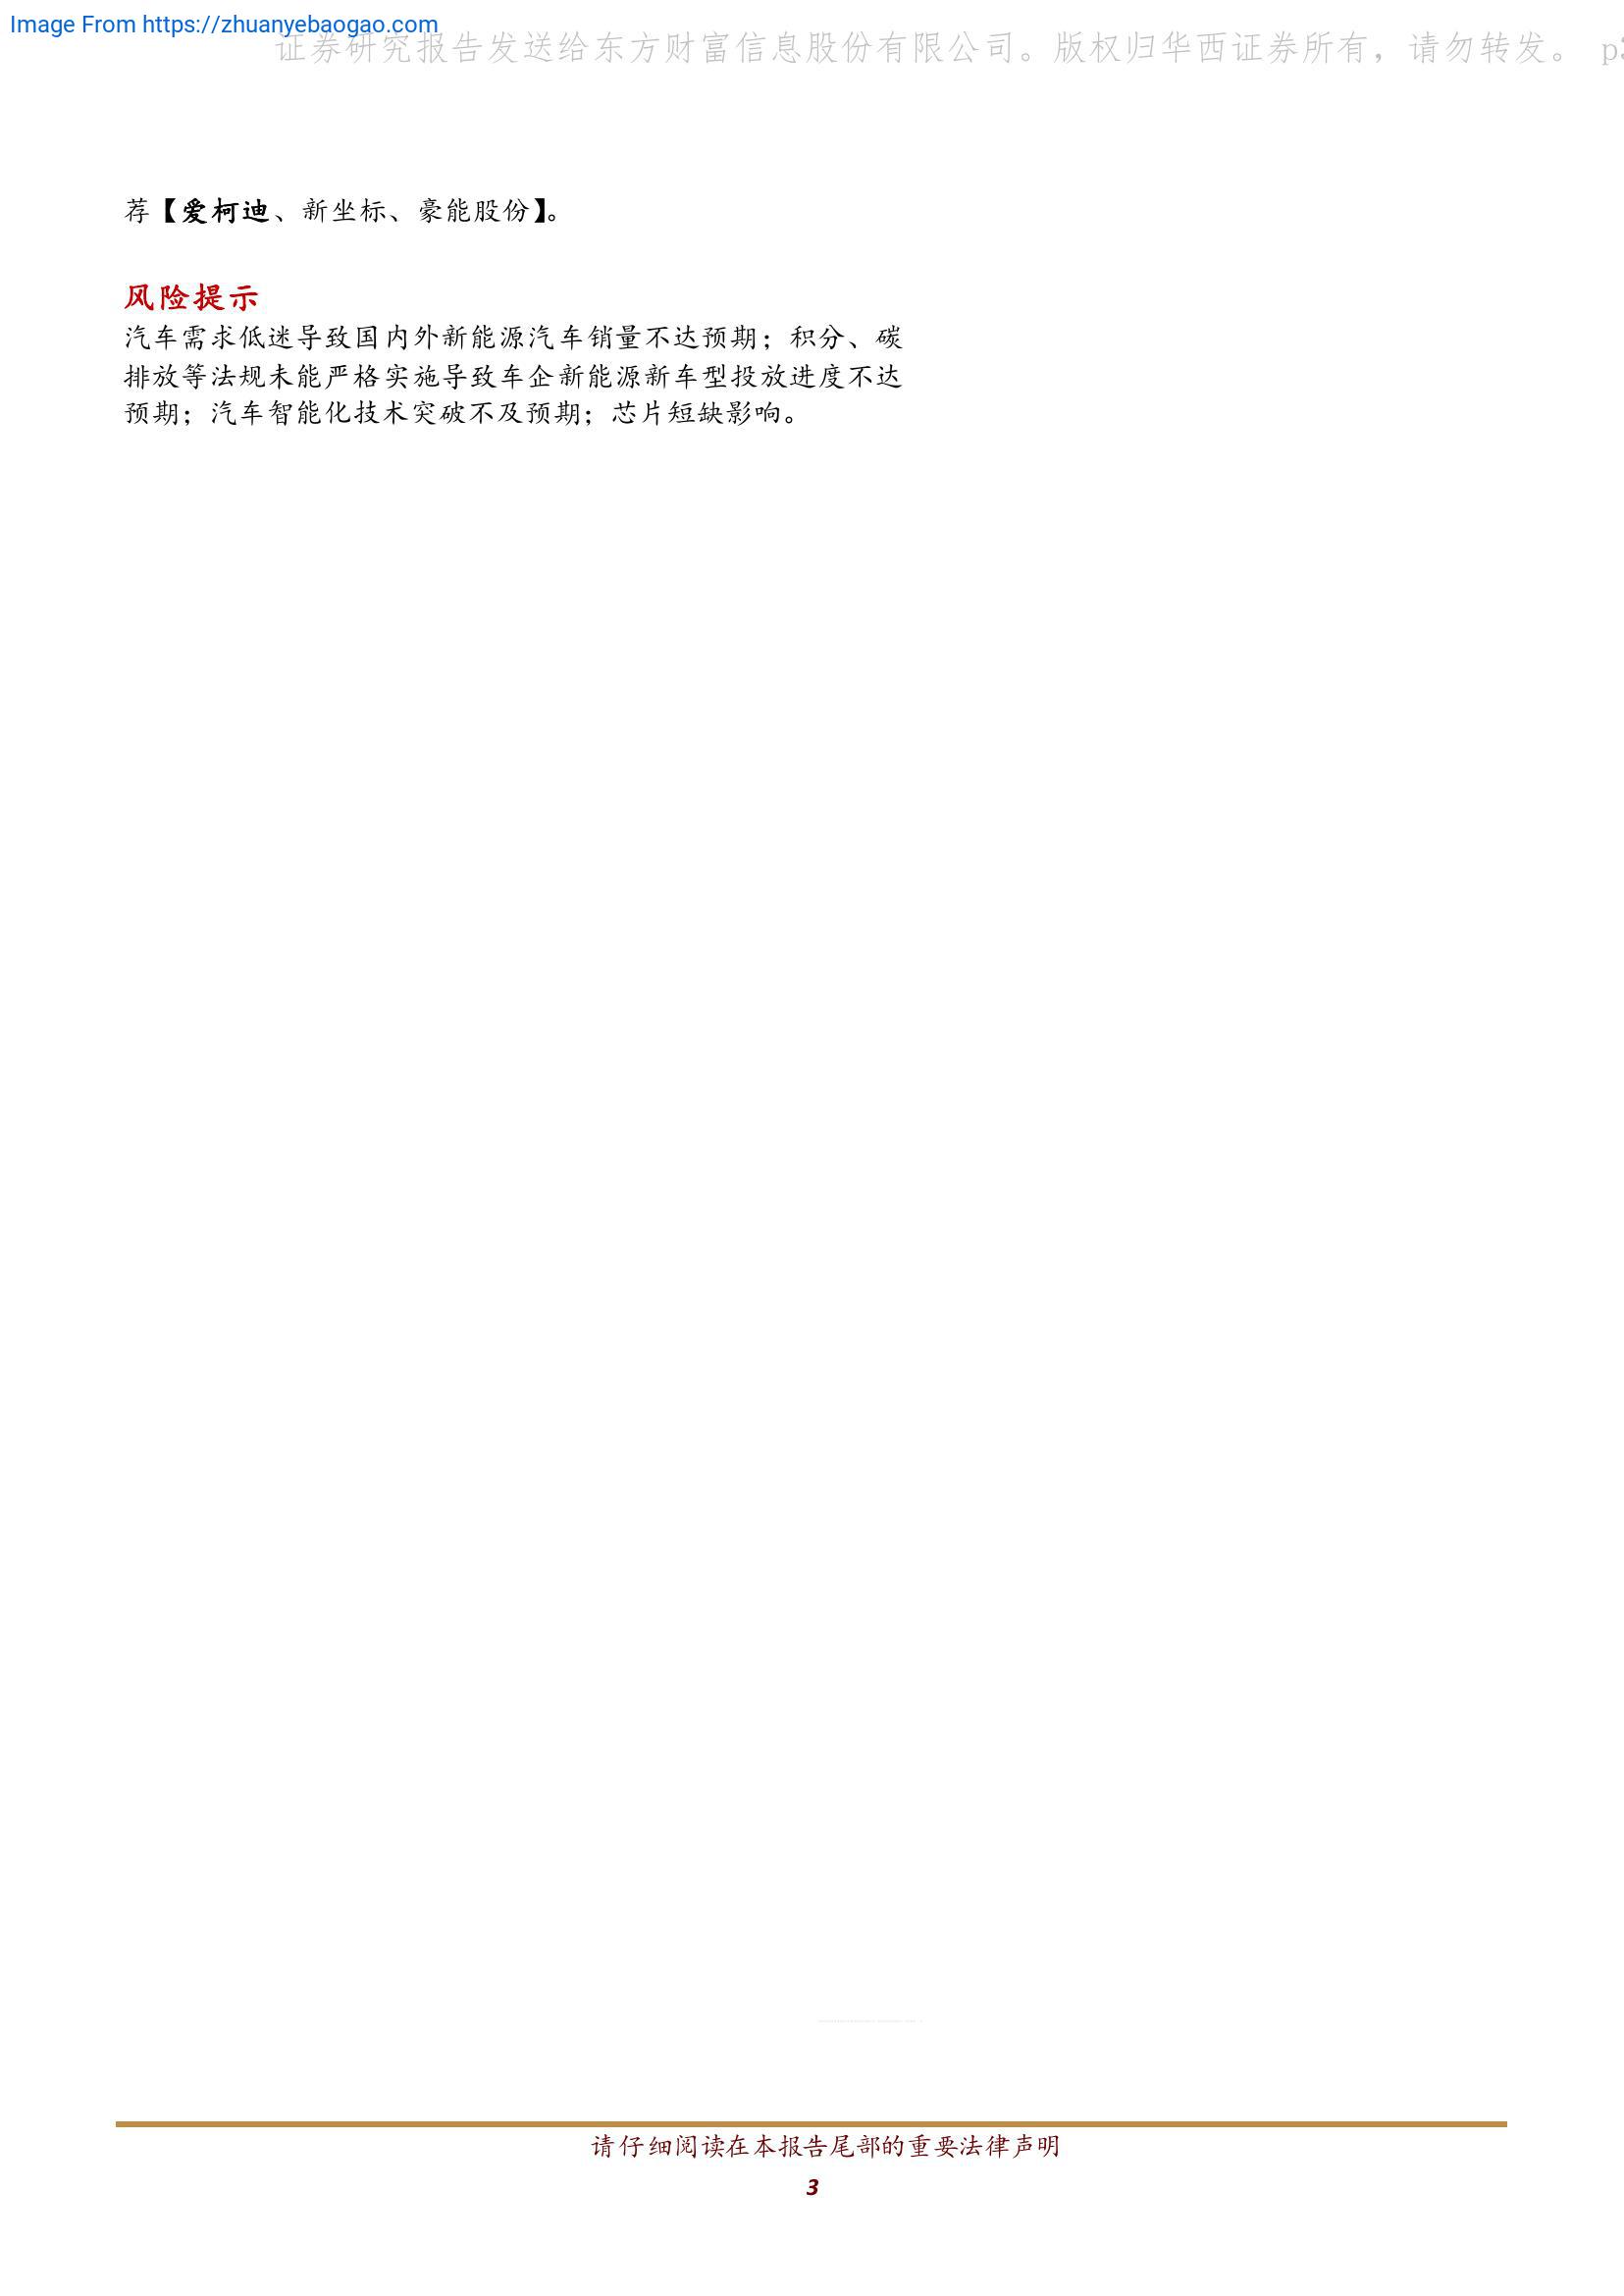 Image From https://zhuanyebaogao.com
证券研究报告发送给东方财富信息股份有限公司。版权归华西证券所有，请勿转发。 p3
荐【爱柯迪、新坐标、豪能股份】。
风险提示
汽车需求低迷导致国内外新能源汽车销量不达预期；积分、碳
排放等法规未能严格实施导致车企新能源新车型投放进度不达
预期；汽车智能化技术突破不及预期；芯片短缺影响。
请仔细阅读在本报告尾部的重要法律声明
3